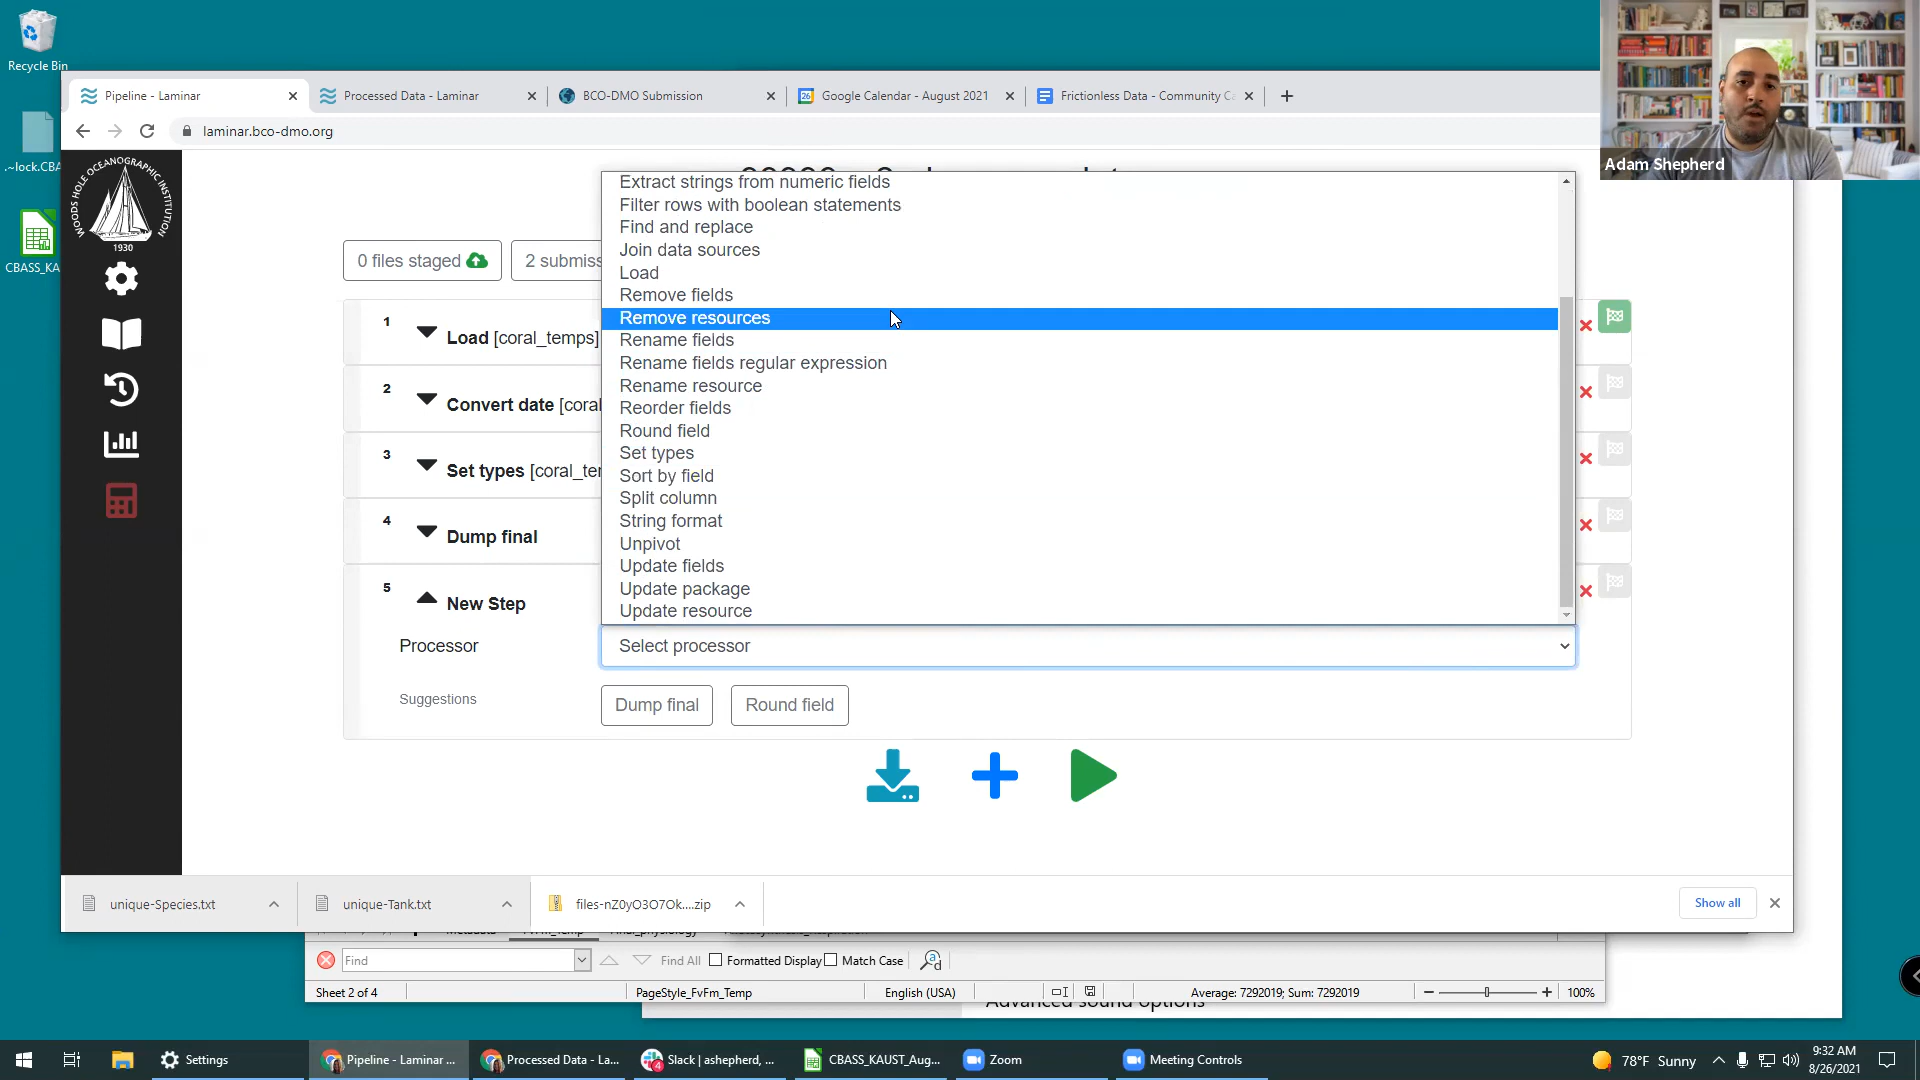 Recycle Bin
Pipeline - Laminar
Processed Data - Laminar
BCO-DMO Submission
Google Calendar - August 2021
Frictionless Data - Community Ca
laminar.bco-dmo.org
Adam Shepherd
~lock.CBA
CBASS_KA
WOODS HOLE OCEANOGRAPHIC INSTITUTION
1930
0 files staged
2 submiss
Extract strings from numeric fields
Filter rows with boolean statements
Find and replace
Join data sources
Load
Remove fields
Remove resources
Rename fields
Rename fields regular expression
Rename resource
Reorder fields
Round field
Set types
Sort by field
Split column
String format
Unpivot
Update fields
Update package
Update resource
1
Load [coral_temps]
2
Convert date [coral
3
Set types [coral_ter
4
Dump final
5
New Step
Processor
Select processor
Suggestions
Dump final
Round field
unique-Species.txt
unique-Tank.txt
files-nZ0yO3O7Ok....zip
Show all
Find
Find All
Formatted Display
Match Case
Sheet 2 of 4
PageStyle_FvFm_Temp
English (USA)
Average: 7292019; Sum: 7292019
100%
Advanced sound options
Settings
Pipeline - Laminar ...
Processed Data - La...
Slack | ashepherd, ...
CBASS_KAUST_Aug...
Zoom
Meeting Controls
78°F Sunny
9:32 AM
8/26/2021